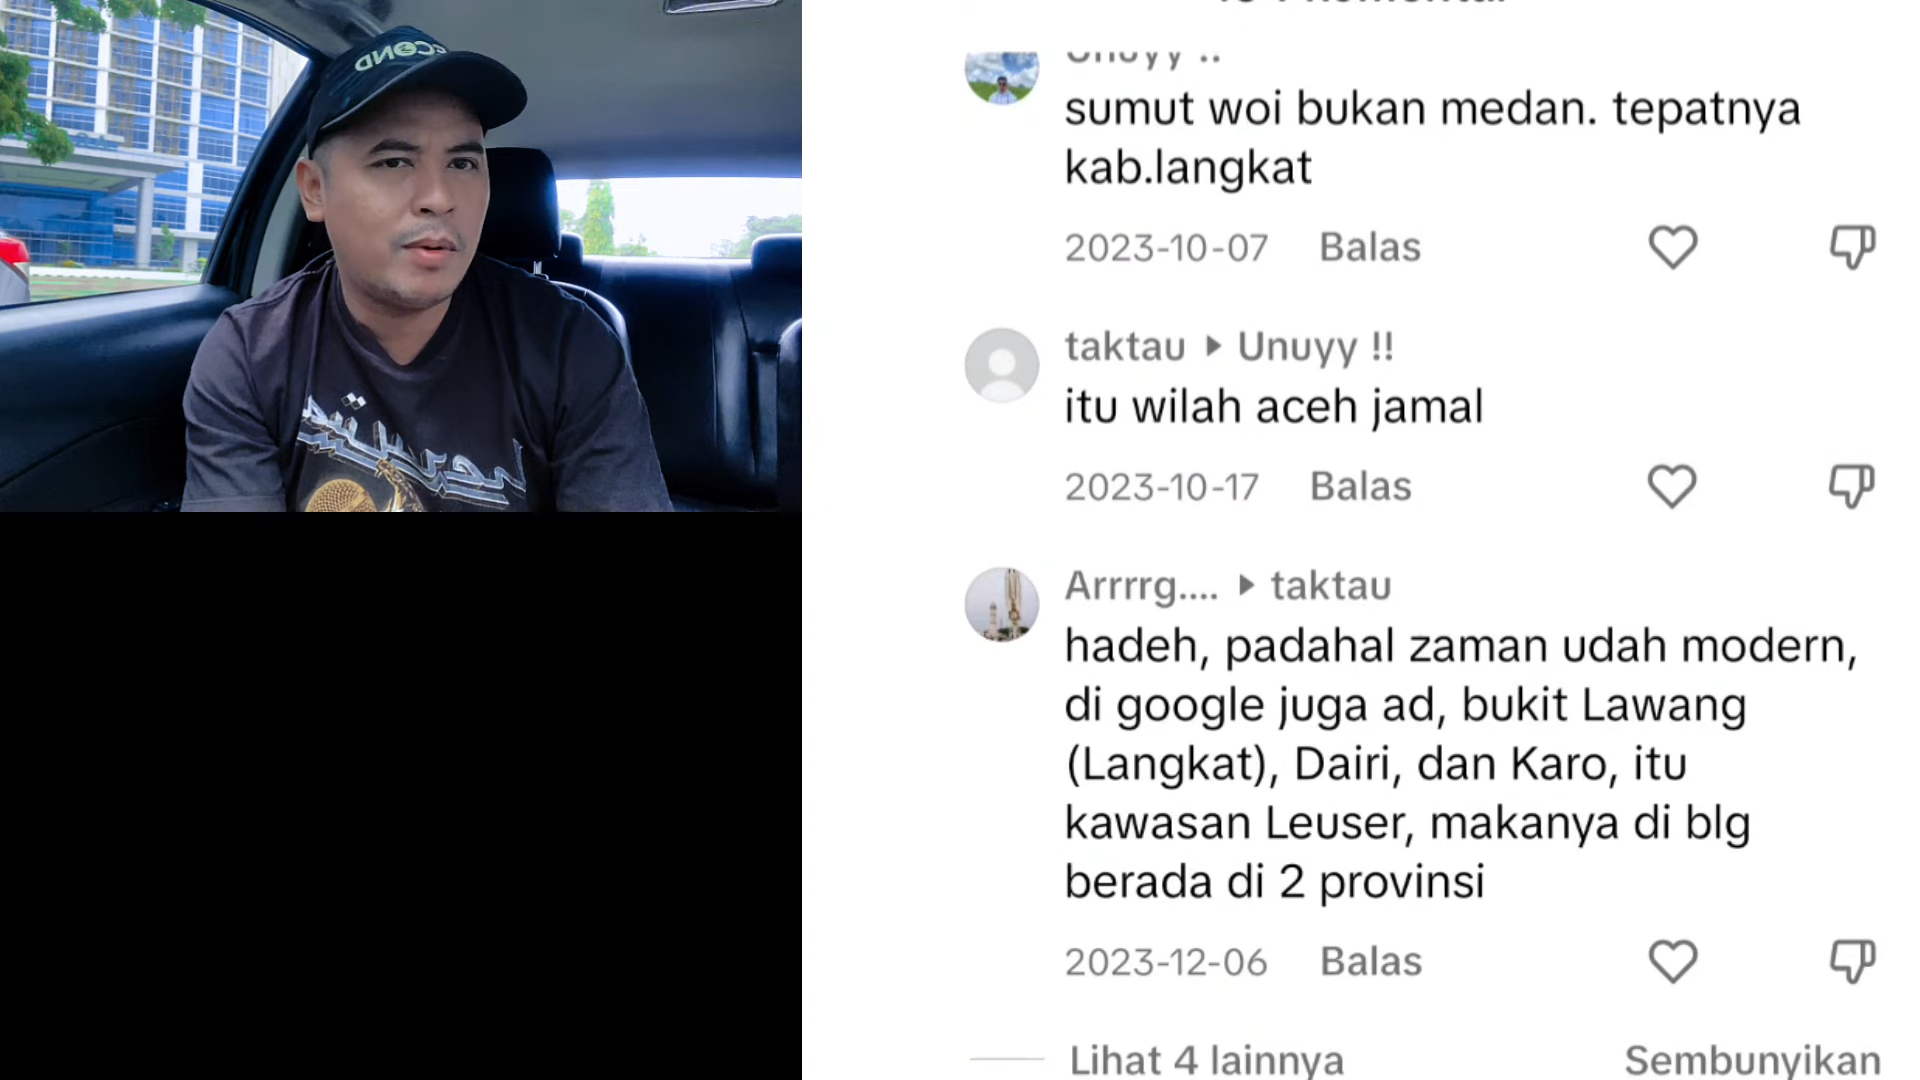 Unuyy !!
sumut woi bukan medan. tepatnya
kab.langkat
2023-10-07 Balas
taktau ▸ Unuyy !!
itu wilah aceh jamal
2023-10-17 Balas
Arrrrg.... ▸ taktau
hadeh, padahal zaman udah modern,
di google juga ad, bukit Lawang
(Langkat), Dairi, dan Karo, itu
kawasan Leuser, makanya di blg
berada di 2 provinsi
2023-12-06 Balas
Lihat 4 lainnya Sembunyikan